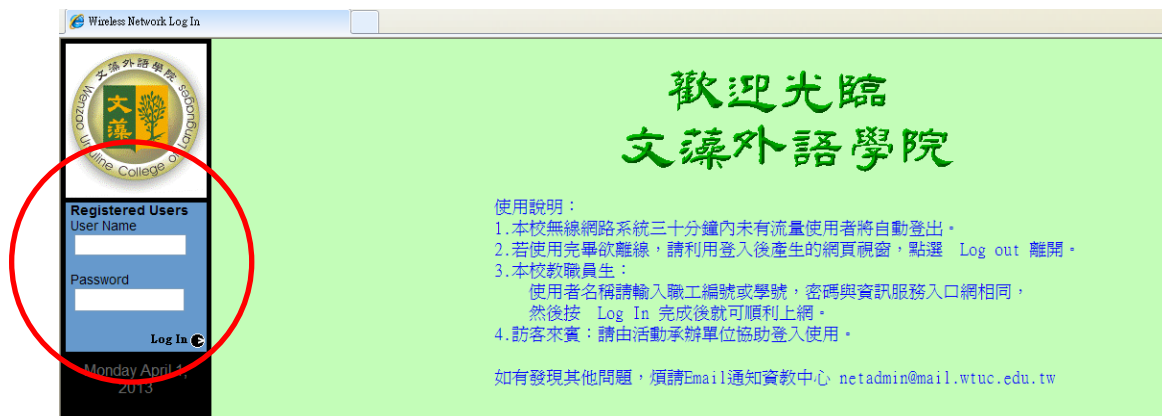 Wireless Network Log In
文藻外語學院
Wenzao Ursuline College of Languages
文藻
Registered Users
User Name
Password
Log In
Monday April 1,
2013
歡迎光臨
文藻外語學院
使用說明：
1.本校無線網路系統三十分鐘內未有流量使用者將自動登出。
2.若使用完畢欲離線，請利用登入後產生的網頁視窗，點選 Log out 離開。
3.本校教職員生：
使用者名稱請輸入職工編號或學號，密碼與資訊服務入口網相同，
然後按 Log In 完成後就可順利上網。
4.訪客來賓：請由活動承辦單位協助登入使用。
如有發現其他問題，煩請Email通知資教中心 netadmin@mail.wtuc.edu.tw